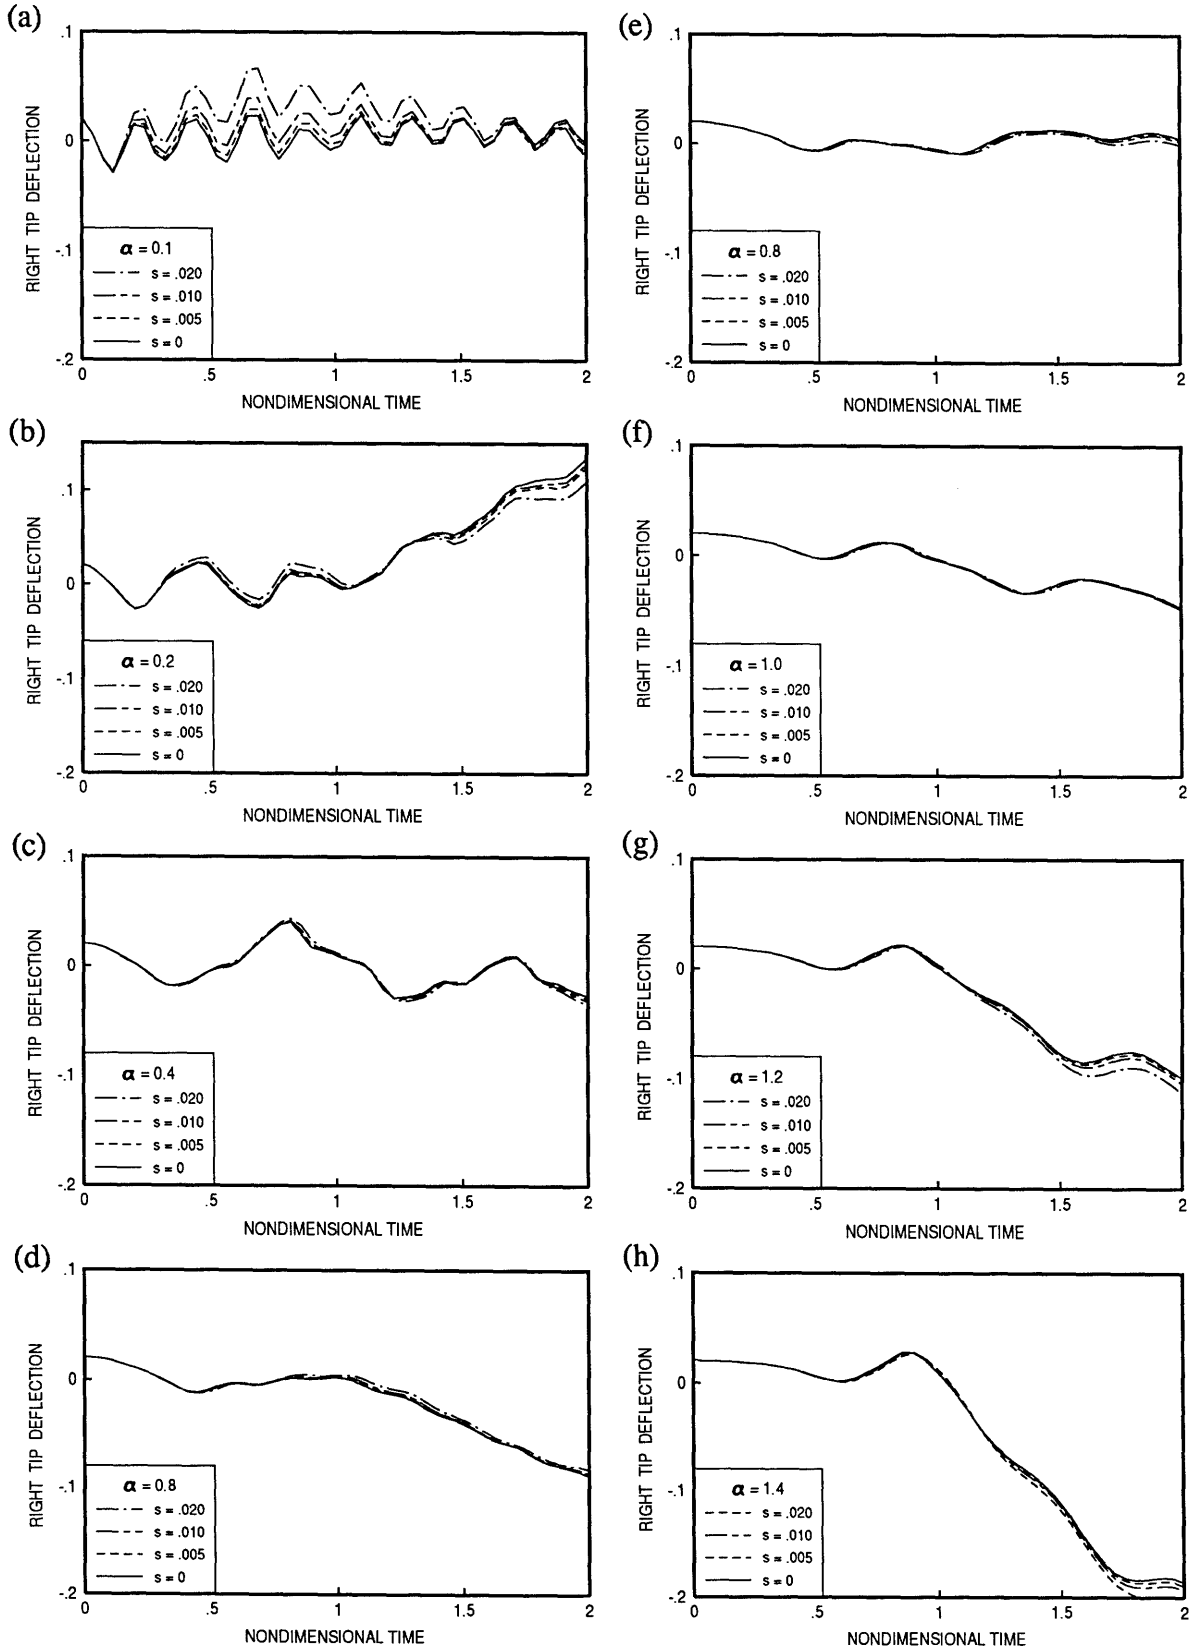 (a)
RIGHT TIP DEFLECTION
.1
0
-.1
-.2
α = 0.1
s = .020
s = .010
s = .005
s = 0
0 .5 1 1.5 2
NONDIMENSIONAL TIME
(b)
RIGHT TIP DEFLECTION
.1
0
-.1
-.2
α = 0.2
s = .020
s = .010
s = .005
s = 0
0 .5 1 1.5 2
NONDIMENSIONAL TIME
(c)
RIGHT TIP DEFLECTION
.1
0
-.1
-.2
α = 0.4
s = .020
s = .010
s = .005
s = 0
0 .5 1 1.5 2
NONDIMENSIONAL TIME
(d)
RIGHT TIP DEFLECTION
.1
0
-.1
-.2
α = 0.8
s = .020
s = .010
s = .005
s = 0
0 .5 1 1.5 2
NONDIMENSIONAL TIME
(e)
RIGHT TIP DEFLECTION
.1
0
-.1
-.2
α = 0.8
s = .020
s = .010
s = .005
s = 0
0 .5 1 1.5 2
NONDIMENSIONAL TIME
(f)
RIGHT TIP DEFLECTION
.1
0
-.1
-.2
α = 1.0
s = .020
s = .010
s = .005
s = 0
0 .5 1 1.5 2
NONDIMENSIONAL TIME
(g)
RIGHT TIP DEFLECTION
.1
0
-.1
-.2
α = 1.2
s = .020
s = .010
s = .005
s = 0
0 .5 1 1.5 2
NONDIMENSIONAL TIME
(h)
RIGHT TIP DEFLECTION
.1
0
-.1
-.2
α = 1.4
s = .020
s = .010
s = .005
s = 0
0 .5 1 1.5 2
NONDIMENSIONAL TIME